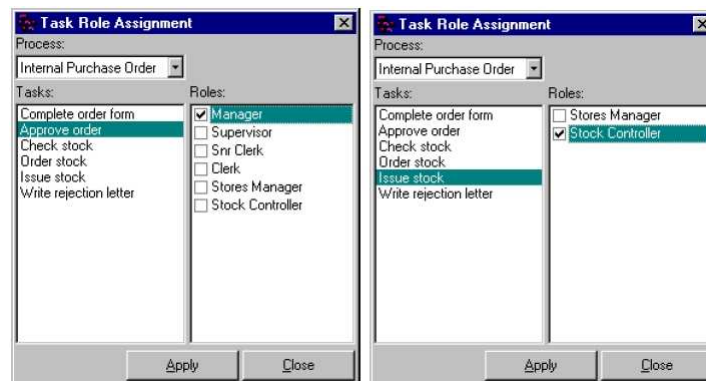 Task Role Assignment
Process:
Internal Purchase Order
Tasks:
Roles:
Complete order form
Approve order
Check stock
Order stock
Issue stock
Write rejection letter
Manager
Supervisor
Snr Clerk
Clerk
Stores Manager
Stock Controller
Apply
Close
Task Role Assignment
Process:
Internal Purchase Order
Tasks:
Roles:
Complete order form
Approve order
Check stock
Order stock
Issue stock
Write rejection letter
Stores Manager
Stock Controller
Apply
Close